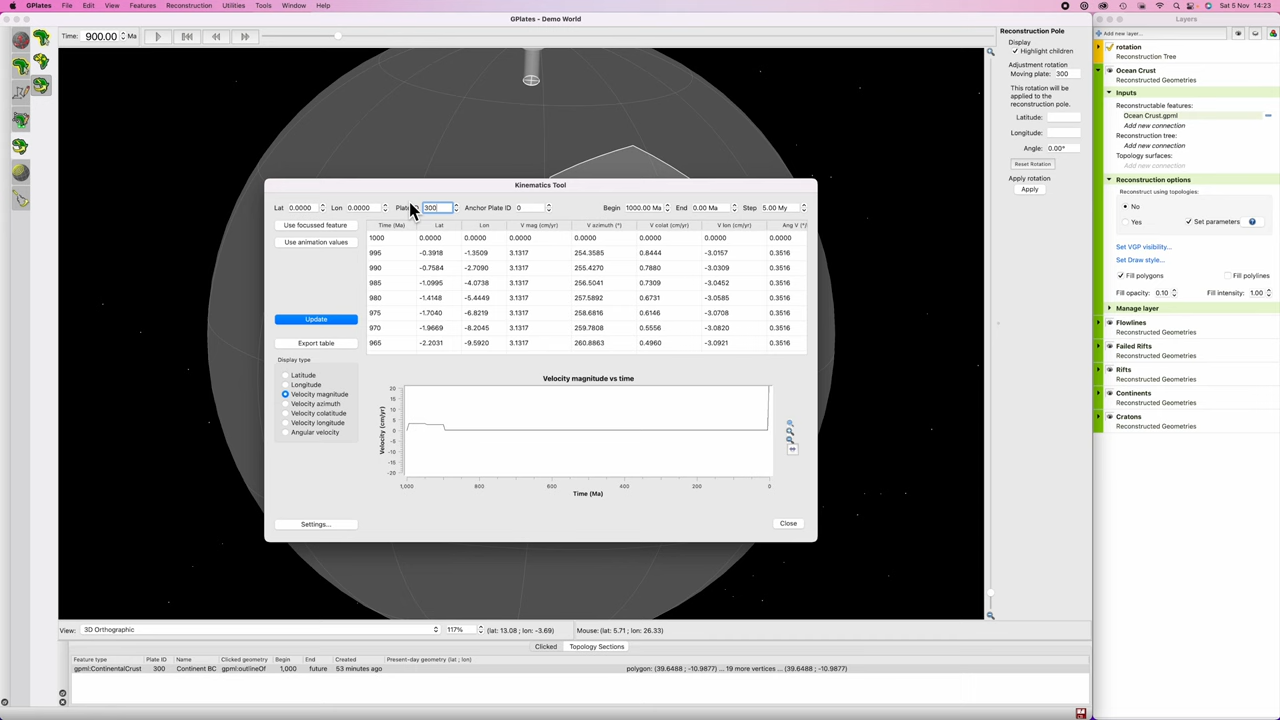 GPlates File Edit View Features Reconstruction Utilities Tools Window Help Sat 5 Nov 14:23
GPlates - Demo World
Layers
Time: 900.00 Ma
Add new layer...
rotation
Reconstruction Tree
Ocean Crust
Reconstructed Geometries
Inputs
Reconstructable features:
Ocean Crust.gpml
Add new connection
Reconstruction tree:
Add new connection
Topology surfaces:
Add new connection
Reconstruction options
Reconstruct using topologies:
No
Yes Set parameters
Set VGP visibility...
Set Draw style...
Fill polygons Fill polylines
Fill opacity: 0.10 Fill intensity: 1.00
Manage layer
Flowlines
Reconstructed Geometries
Failed Rifts
Reconstructed Geometries
Rifts
Reconstructed Geometries
Continents
Reconstructed Geometries
Cratons
Reconstructed Geometries
Reconstruction Pole
Display
Highlight children
Adjustment rotation
Moving plate: 300
This rotation will be
applied to the
reconstruction pole.
Latitude:
Longitude:
Angle: 0.00°
Reset Rotation
Apply rotation
Apply
Kinematics Tool
Lat 0.0000 Lon 0.0000 Plate 300 Anchor Plate ID 0 Begin 1000.00 Ma End 0.00 Ma Step 5.00 My
Use focussed feature
Use animation values
Update
Export table
Time (Ma) Lat Lon V mag (cm/yr) V azimuth (°) V colat (cm/yr) V lon (cm/yr) Ang V (°/
1000 0.0000 0.0000 0.0000 0.0000 0.0000 0.0000 0.0000
995 -0.3918 -1.3509 3.1317 254.3585 0.8444 -3.0157 0.3516
990 -0.7584 -2.7090 3.1317 255.4270 0.7880 -3.0309 0.3516
985 -1.0995 -4.0738 3.1317 256.5041 0.7309 -3.0452 0.3516
980 -1.4148 -5.4449 3.1317 257.5892 0.6731 -3.0585 0.3516
975 -1.7040 -6.8219 3.1317 258.6816 0.6146 -3.0708 0.3516
970 -1.9669 -8.2045 3.1317 259.7808 0.5556 -3.0820 0.3516
965 -2.2031 -9.5920 3.1317 260.8863 0.4960 -3.0921 0.3516
Display type
Latitude
Longitude
Velocity magnitude
Velocity azimuth
Velocity colatitude
Velocity longitude
Angular velocity
Velocity magnitude vs time
Velocity (cm/yr)
20
15
10
5
0
-5
-10
-15
-20
1,000 800 600 400 200 0
Time (Ma)
Settings...
Close
View: 3D Orthographic 117% (lat: 13.08 ; lon: -3.69) Mouse: (lat: 5.71 ; lon: 26.33)
Clicked Topology Sections
Feature type Plate ID Name Clicked geometry Begin End Created Present-day geometry (lat ; lon)
gpml:ContinentalCrust 300 Continent BC gpml:outlineOf 1,000 future 53 minutes ago polygon: (39.6488 ; -10.9877) ... 19 more vertices ... (39.6488 ; -10.9877)